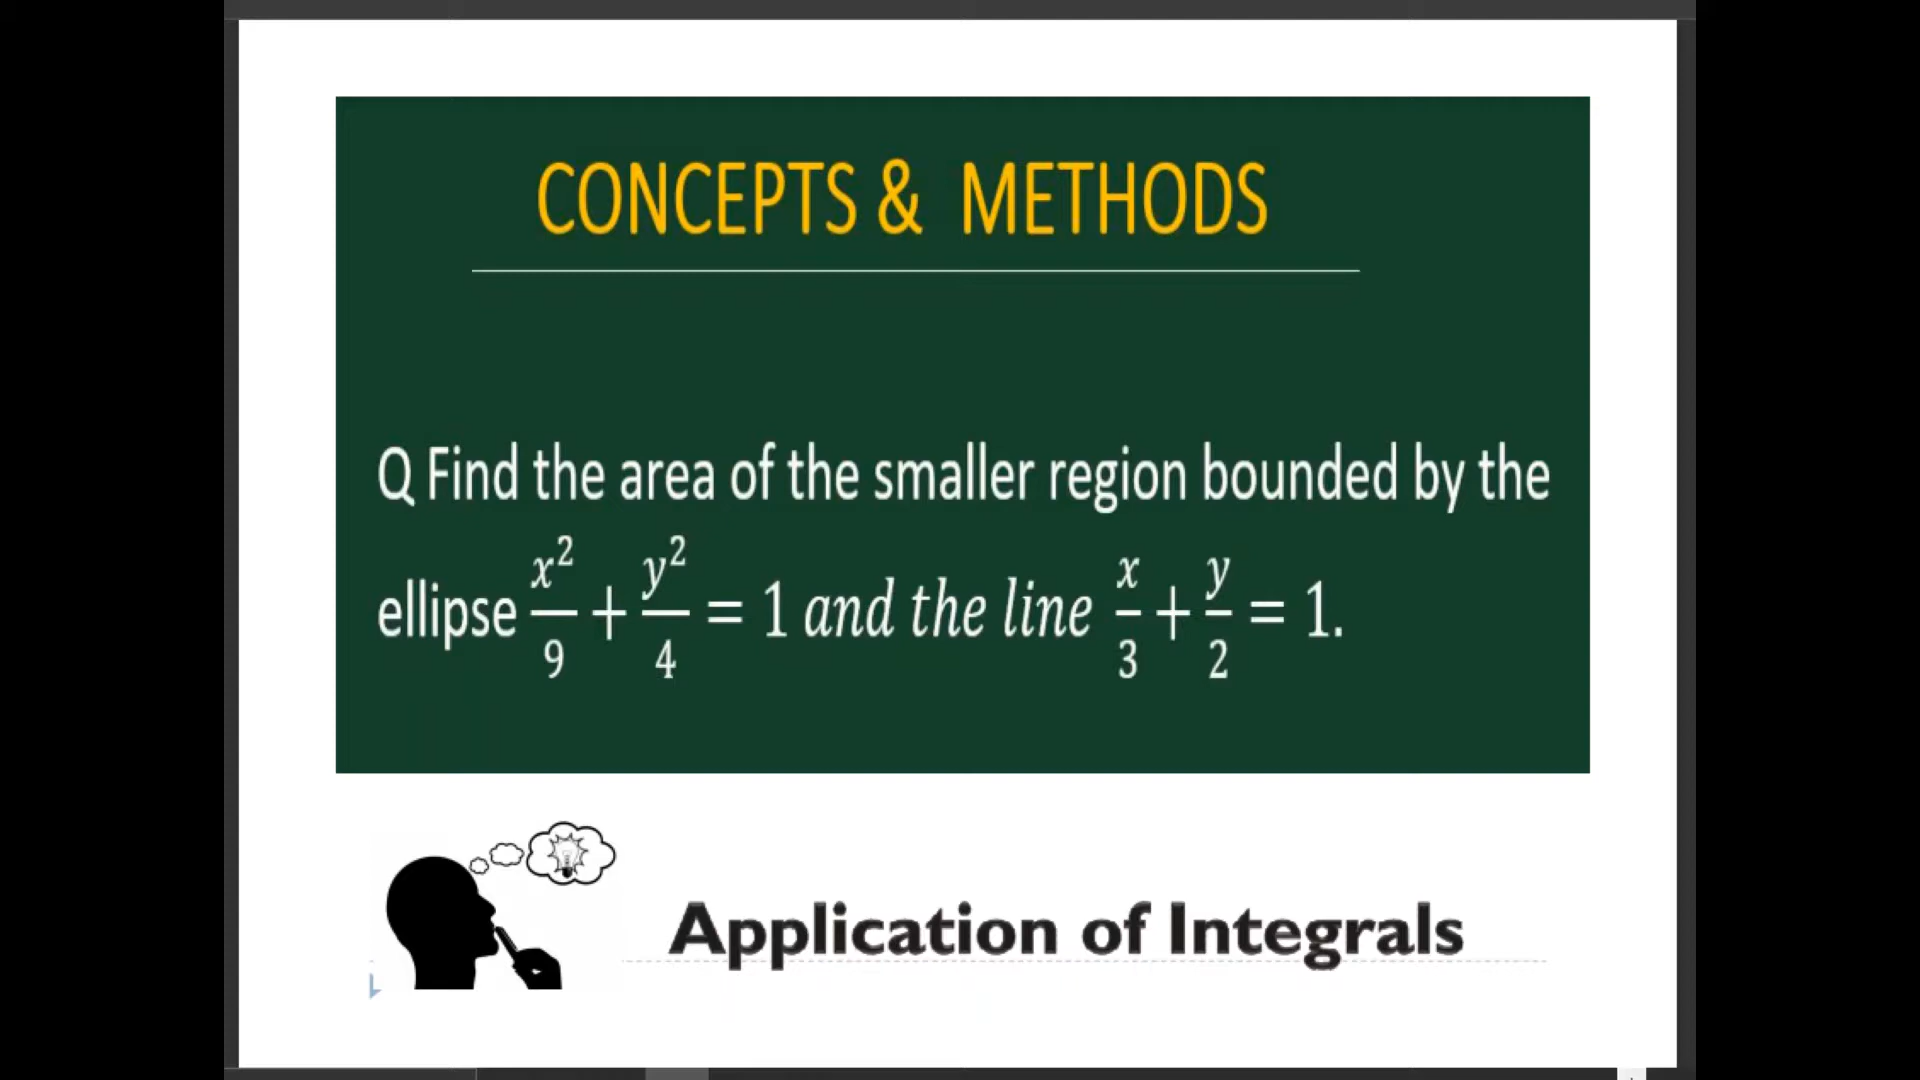 CONCEPTS & METHODS
Q Find the area of the smaller region bounded by the
ellipse x²/9 + y²/4 = 1 and the line x/3 + y/2 = 1.
Application of Integrals